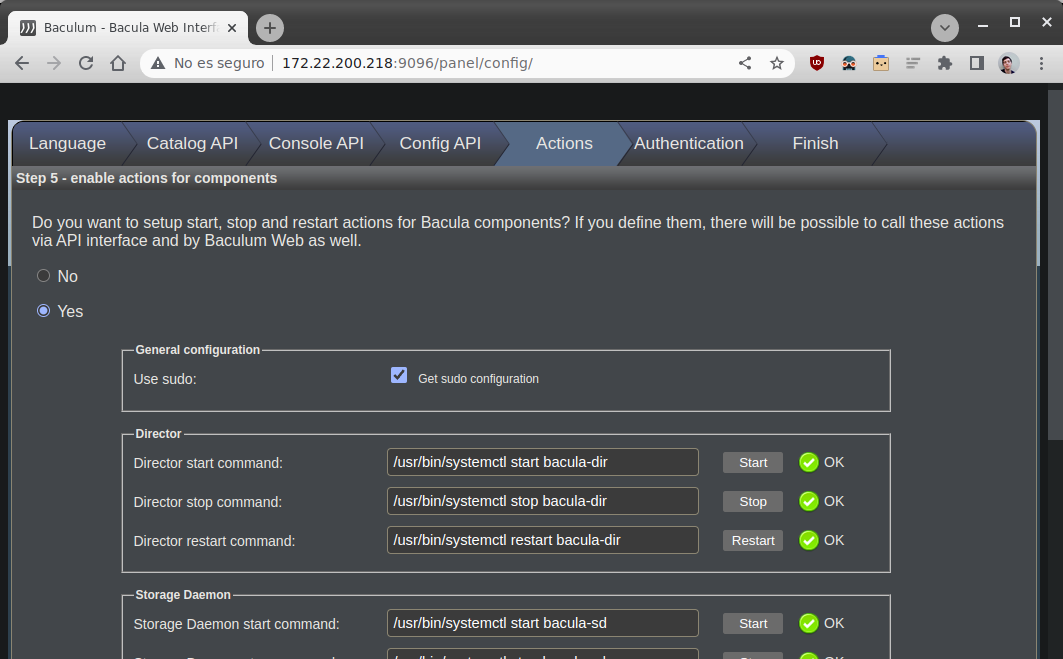 Baculum - Bacula Web Interf
No es seguro 172.22.200.218:9096/panel/config/
Language Catalog API Console API Config API Actions Authentication Finish
Step 5 - enable actions for components
Do you want to setup start, stop and restart actions for Bacula components? If you define them, there will be possible to call these actions
via API interface and by Baculum Web as well.
No
Yes
General configuration
Use sudo: Get sudo configuration
Director
Director start command: /usr/bin/systemctl start bacula-dir Start OK
Director stop command: /usr/bin/systemctl stop bacula-dir Stop OK
Director restart command: /usr/bin/systemctl restart bacula-dir Restart OK
Storage Daemon
Storage Daemon start command: /usr/bin/systemctl start bacula-sd Start OK